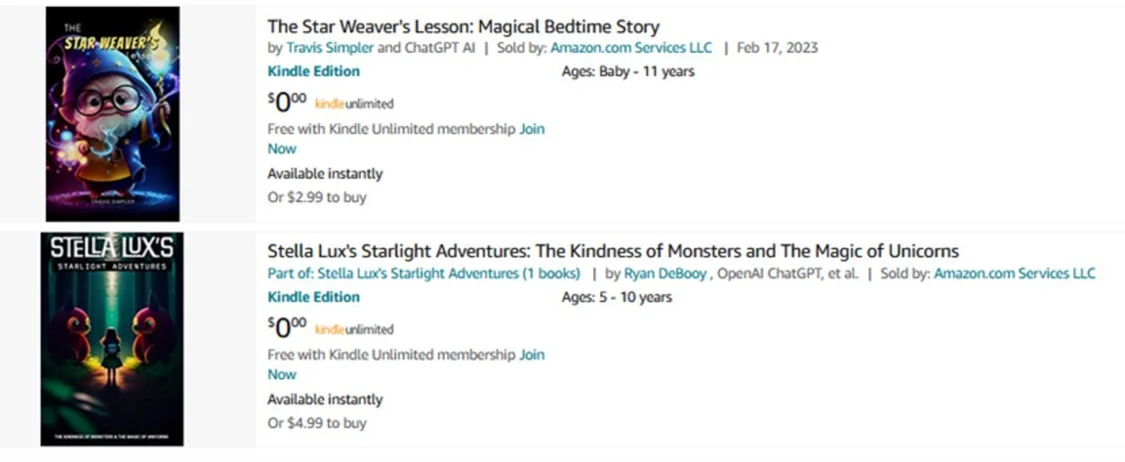 THE
STAR WEAVER'S
TRAVIS SIMPLER
The Star Weaver's Lesson: Magical Bedtime Story
by Travis Simpler and ChatGPT AI | Sold by: Amazon.com Services LLC | Feb 17, 2023
Kindle Edition Ages: Baby - 11 years
$0⁰⁰ kindleunlimited
Free with Kindle Unlimited membership Join
Now
Available instantly
Or $2.99 to buy
STELLA LUX'S
STARLIGHT ADVENTURES
THE KINDNESS OF MONSTERS & THE MAGIC OF UNICORNS
Stella Lux's Starlight Adventures: The Kindness of Monsters and The Magic of Unicorns
Part of: Stella Lux's Starlight Adventures (1 books) | by Ryan DeBooy , OpenAI ChatGPT, et al. | Sold by: Amazon.com Services LLC
Kindle Edition Ages: 5 - 10 years
$0⁰⁰ kindleunlimited
Free with Kindle Unlimited membership Join
Now
Available instantly
Or $4.99 to buy